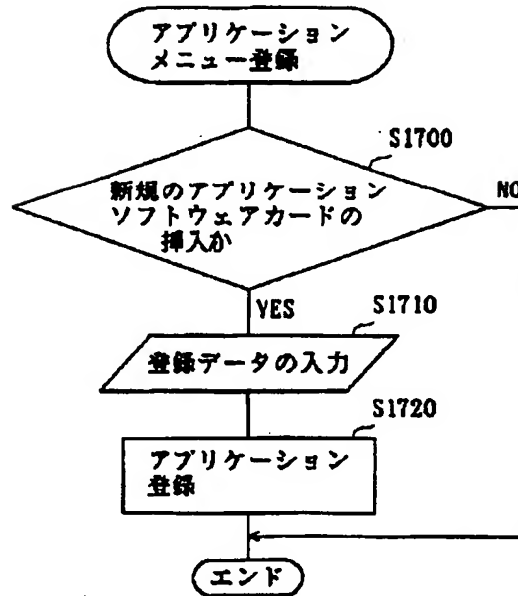 アプリケーション
メニュー登録
S1700
新規のアプリケーション
ソフトウェアカードの
挿入か
NO
YES
S1710
登録データの入力
S1720
アプリケーション
登録
エンド